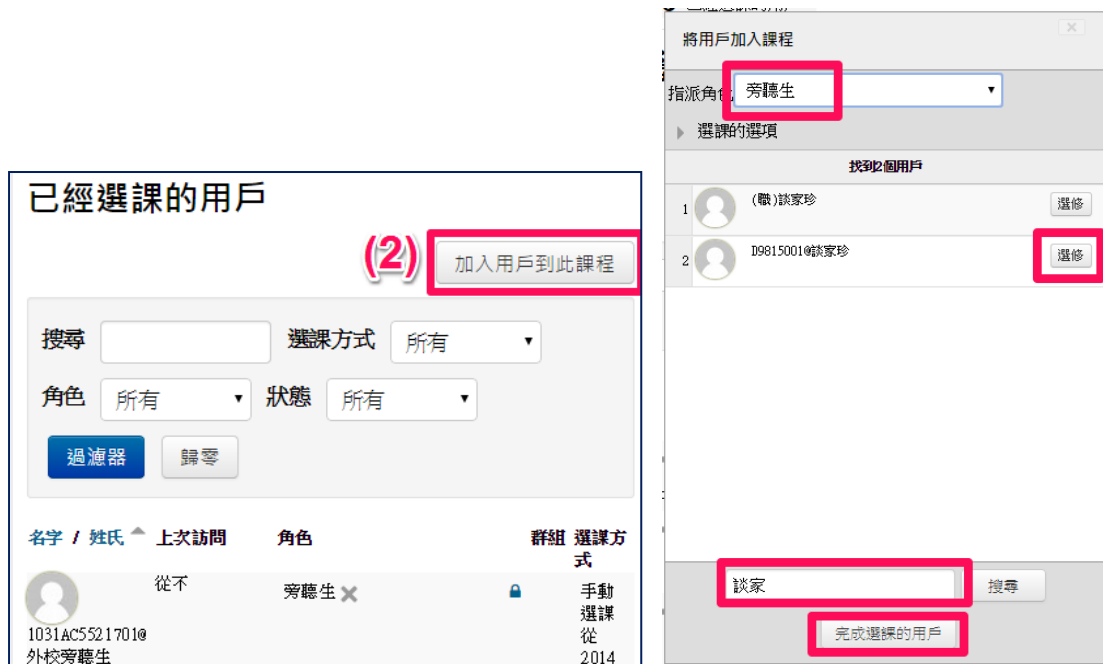 已經選課的用戶
(2)
加入用戶到此課程
搜尋
選課方式 所有
角色 所有 狀態 所有
過濾器 歸零
名字 / 姓氏 上次訪問 角色 群組 選課方式
從不 旁聽生 手動
選課
從
2014
1031AC5521701@
外校旁聽生
將用戶加入課程
指派角色 旁聽生
選課的選項
找到2個用戶
1 (職)談家珍 選修
2 D9815001@談家珍 選修
談家 搜尋
完成選課的用戶